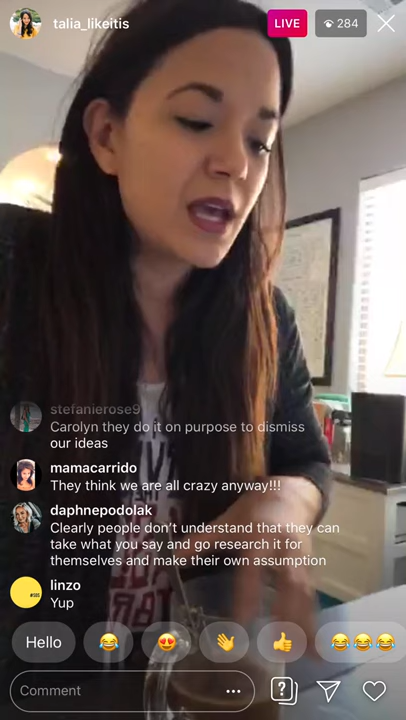 talia_likeitis
LIVE
284
stefanierose9
Carolyn they do it on purpose to dismiss
our ideas
mamacarrido
They think we are all crazy anyway!!!
daphnepodolak
Clearly people don't understand that they can
take what you say and go research it for
themselves and make their own assumption
linzo
Yup
Hello
Comment